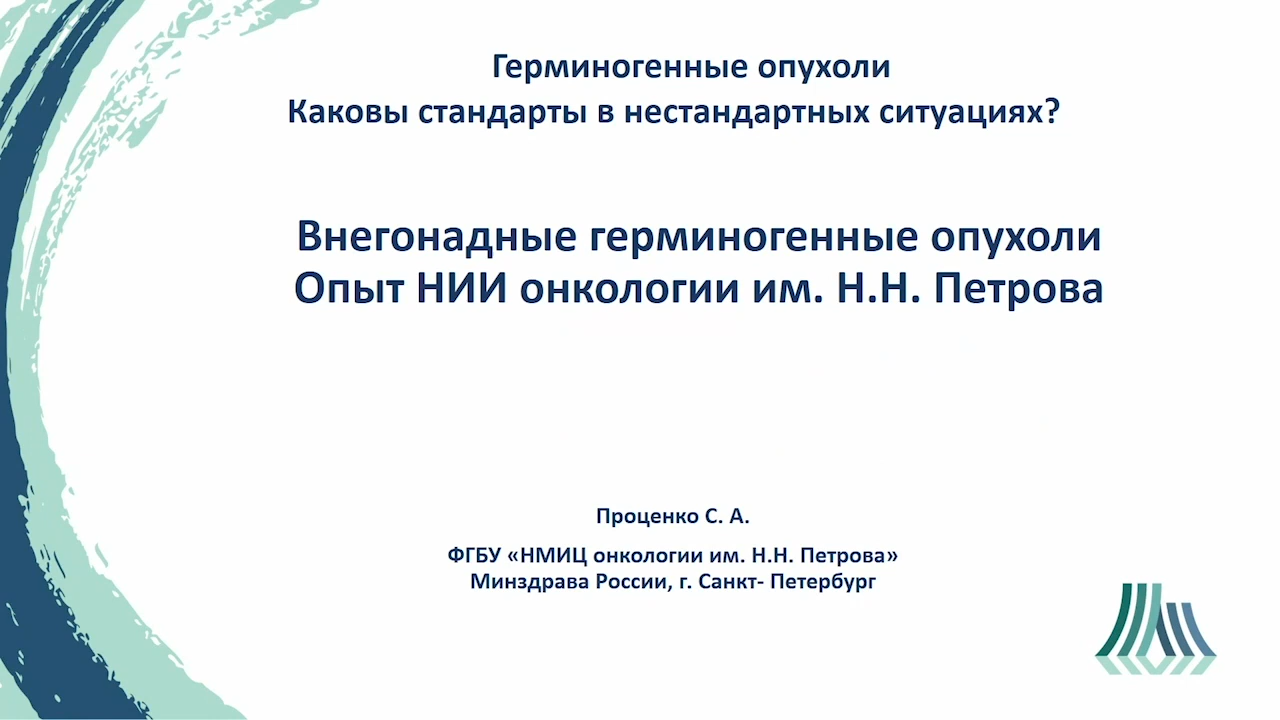 Герминогенные опухоли
Каковы стандарты в нестандартных ситуациях?
Внегонадные герминогенные опухоли
Опыт НИИ онкологии им. Н.Н. Петрова
Проценко С. А.
ФГБУ «НМИЦ онкологии им. Н.Н. Петрова»
Минздрава России, г. Санкт- Петербург